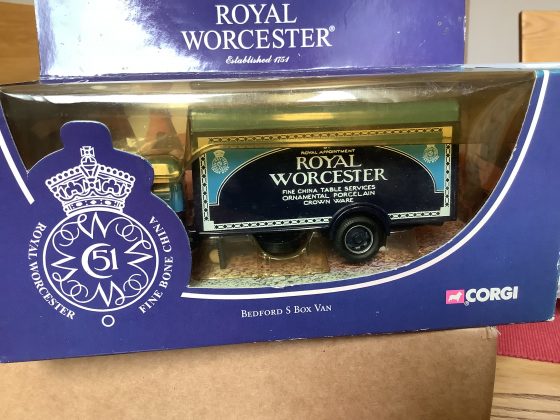 ROYAL
WORCESTER®
Established 1751
ROYAL APPOINTMENT
ROYAL
WORCESTER
FINE CHINA TABLE SERVICES
ORNAMENTAL PORCELAIN
CROWN WARE
51
ROYAL WORCESTER
FINE BONE CHINA
BEDFORD S BOX VAN
CORGI